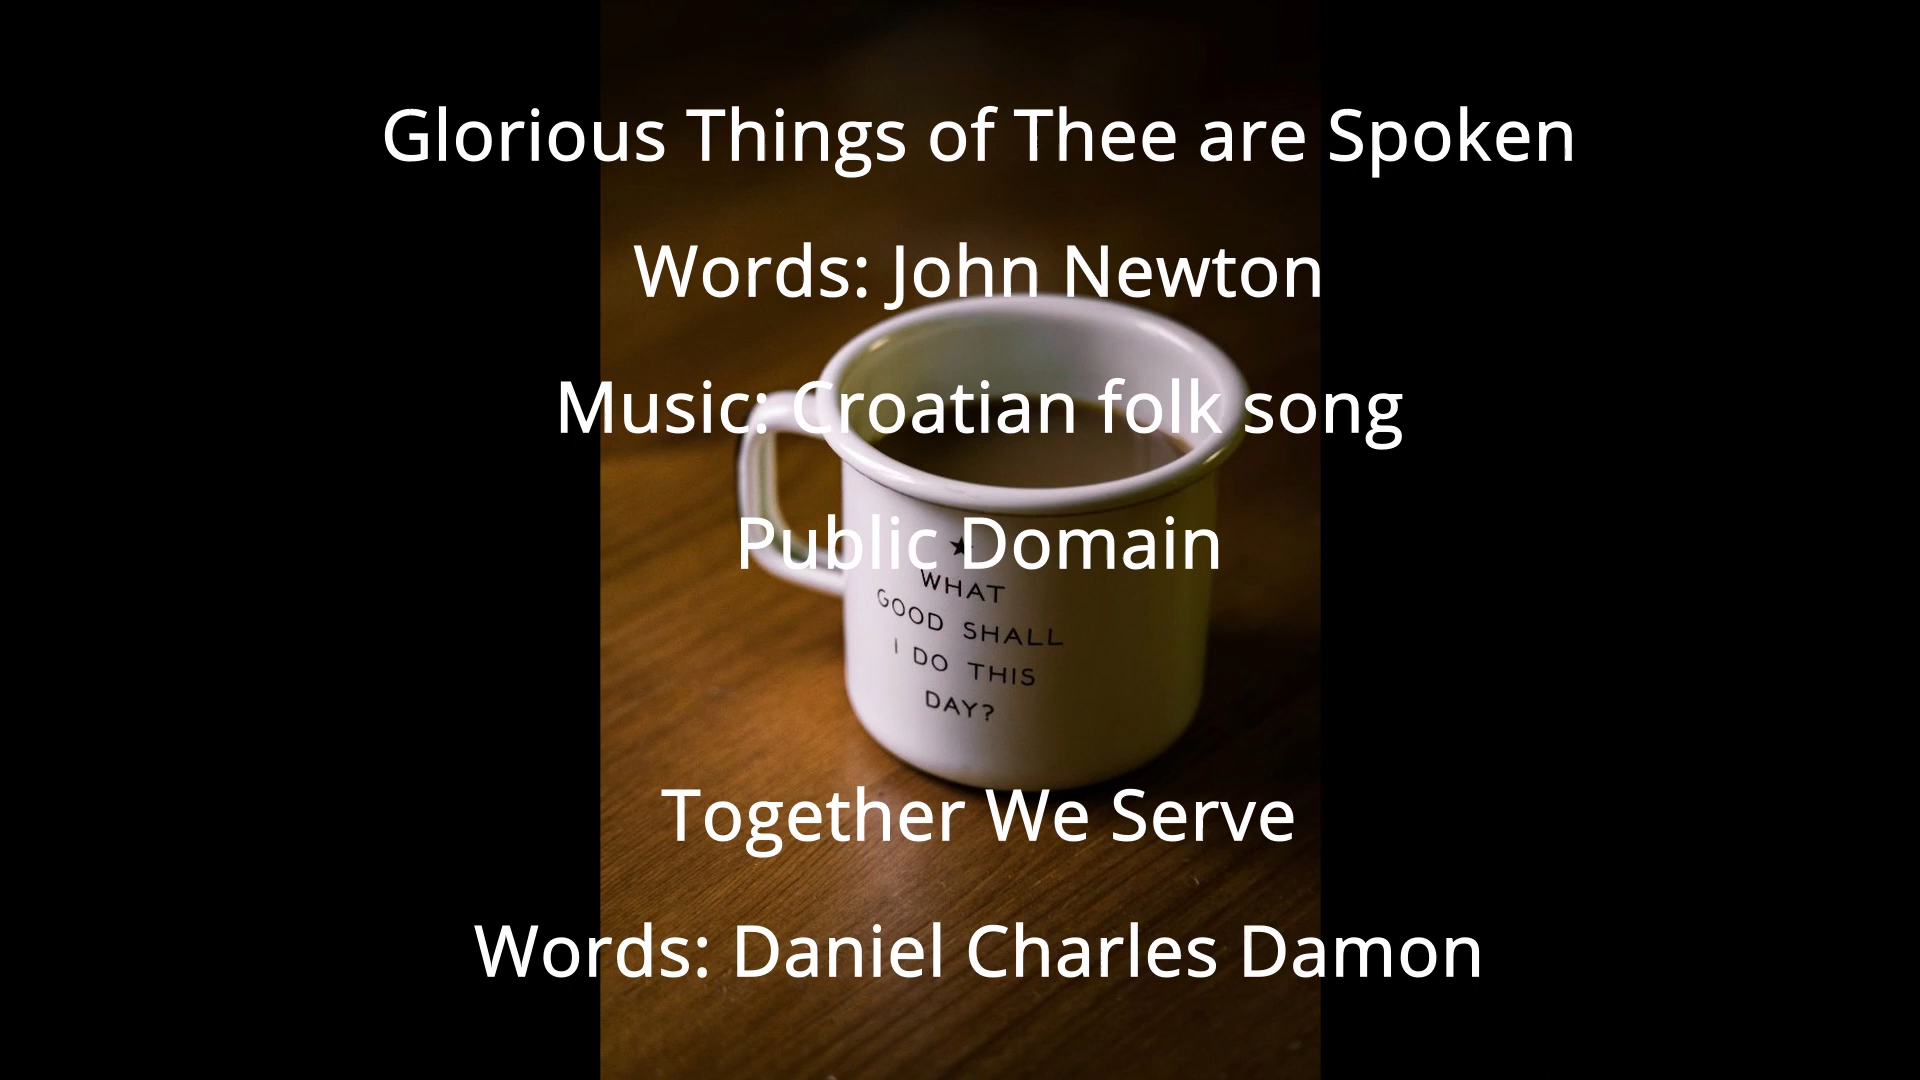 Glorious Things of Thee are Spoken
Words: John Newton
Music: Croatian folk song
Public Domain
WHAT
GOOD SHALL
I DO THIS
DAY?
Together We Serve
Words: Daniel Charles Damon